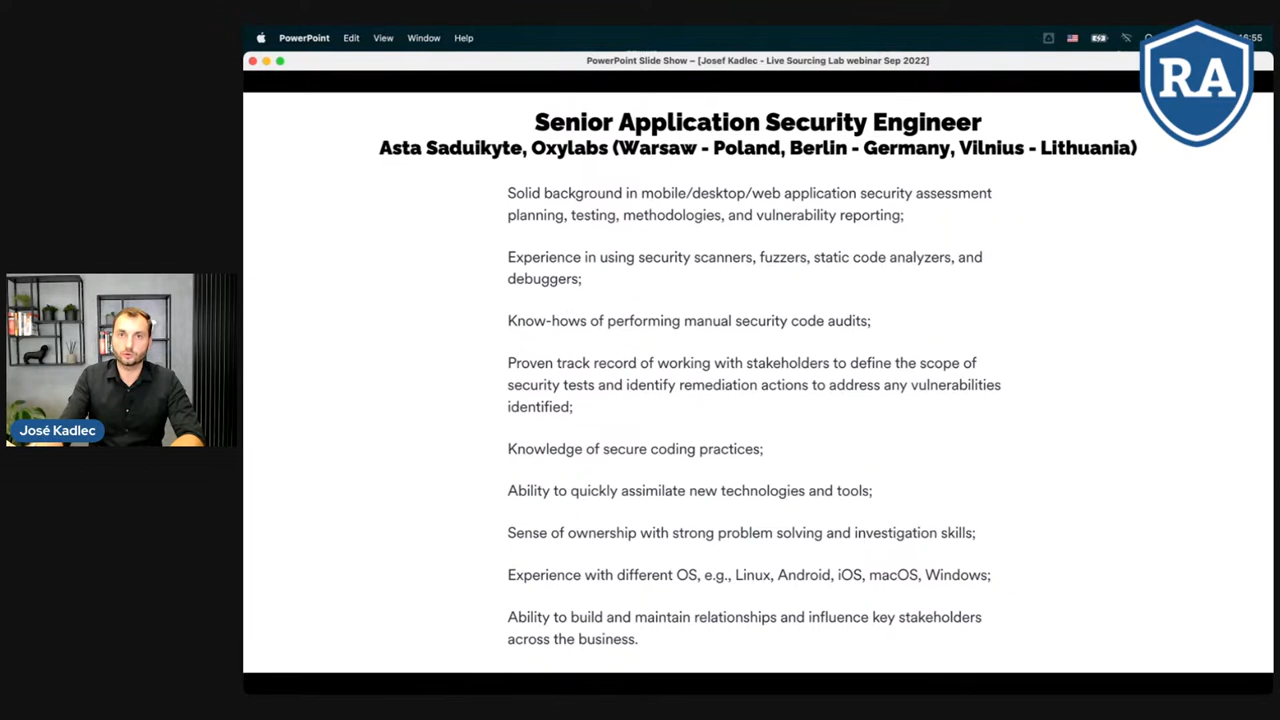 PowerPoint Edit View Window Help
PowerPoint Slide Show – [Josef Kadlec - Live Sourcing Lab webinar Sep 2022]
RA
Senior Application Security Engineer
Asta Saduikyte, Oxylabs (Warsaw - Poland, Berlin - Germany, Vilnius - Lithuania)
Solid background in mobile/desktop/web application security assessment
planning, testing, methodologies, and vulnerability reporting;
Experience in using security scanners, fuzzers, static code analyzers, and
debuggers;
Know-hows of performing manual security code audits;
Proven track record of working with stakeholders to define the scope of
security tests and identify remediation actions to address any vulnerabilities
identified;
Knowledge of secure coding practices;
Ability to quickly assimilate new technologies and tools;
Sense of ownership with strong problem solving and investigation skills;
Experience with different OS, e.g., Linux, Android, iOS, macOS, Windows;
Ability to build and maintain relationships and influence key stakeholders
across the business.
José Kadlec